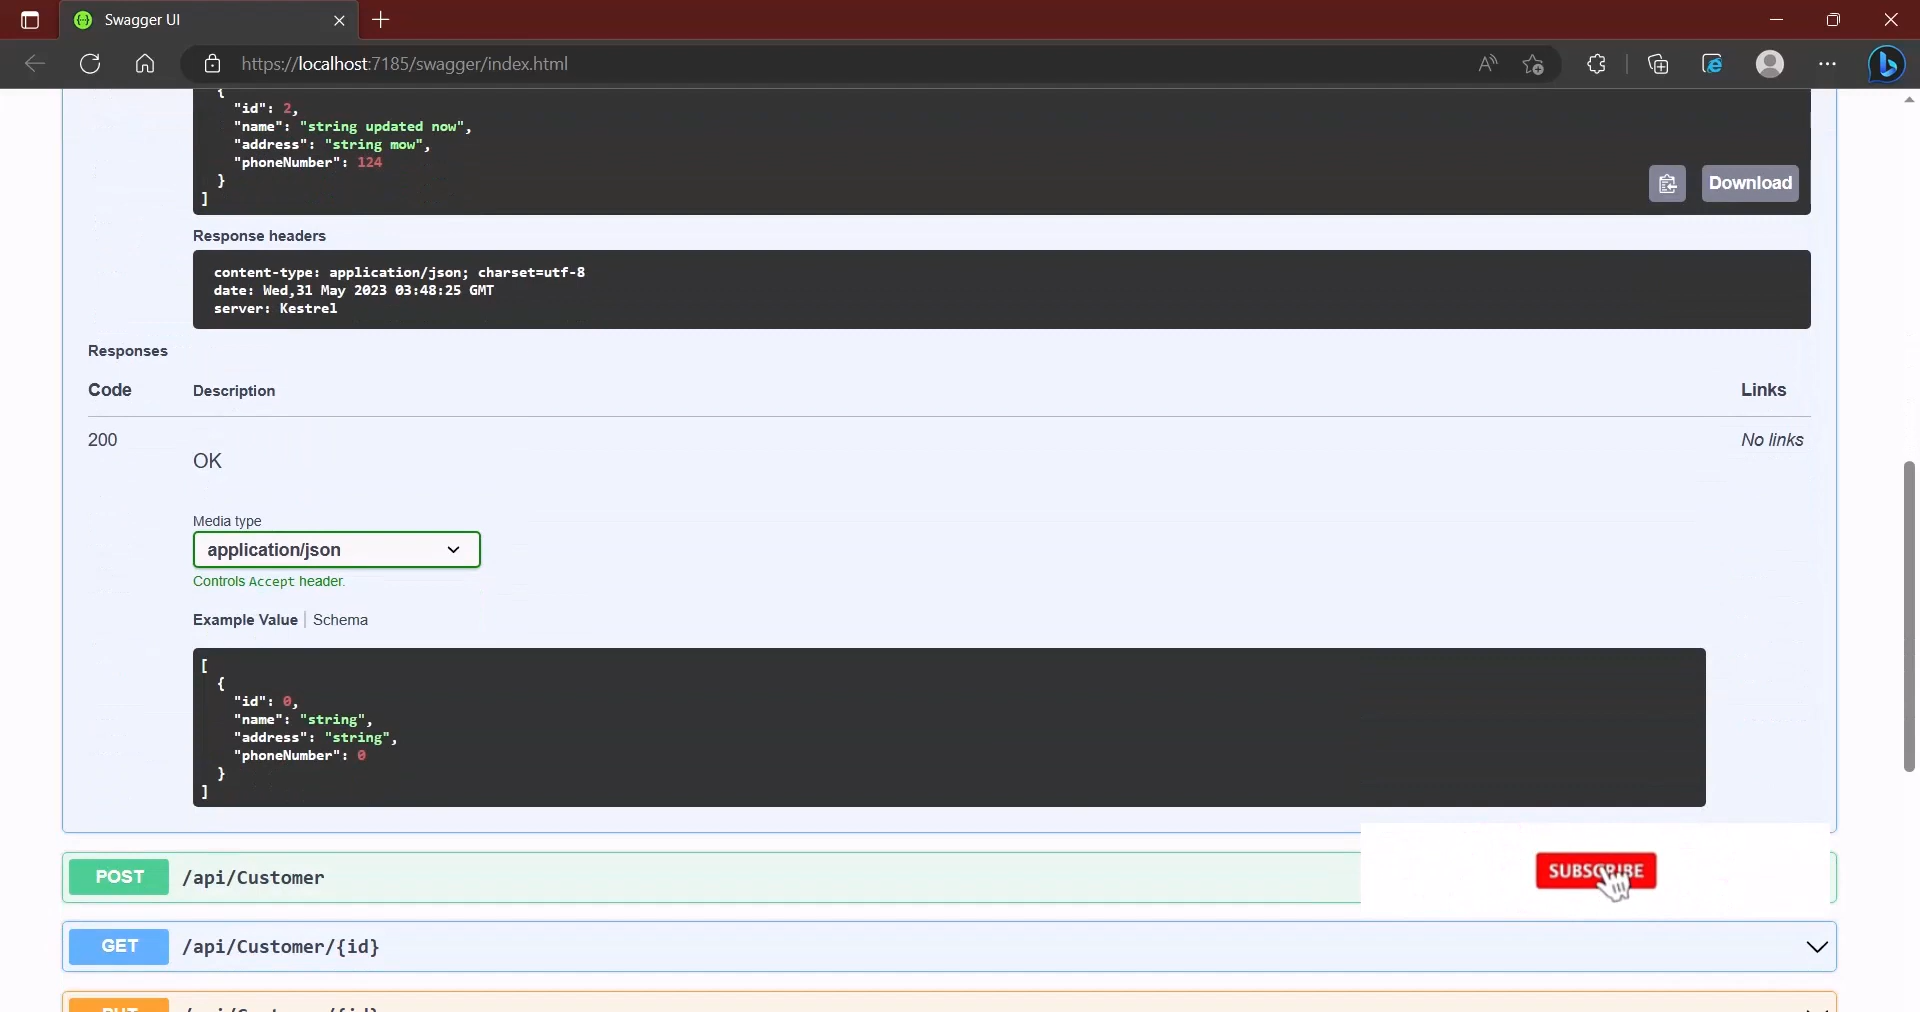 Swagger UI
https://localhost:7185/swagger/index.html
{
"id": 2,
"name": "string updated now",
"address": "string mow",
"phoneNumber": 124
}
]
Download
Response headers
content-type: application/json; charset=utf-8
date: Wed,31 May 2023 03:48:25 GMT
server: Kestrel
Responses
Code Description Links
200 No links
OK
Media type
application/json
Controls Accept header.
Example Value Schema
[
{
"id": 0,
"name": "string",
"address": "string",
"phoneNumber": 0
}
]
POST /api/Customer
SUBSCRIBE
GET /api/Customer/{id}